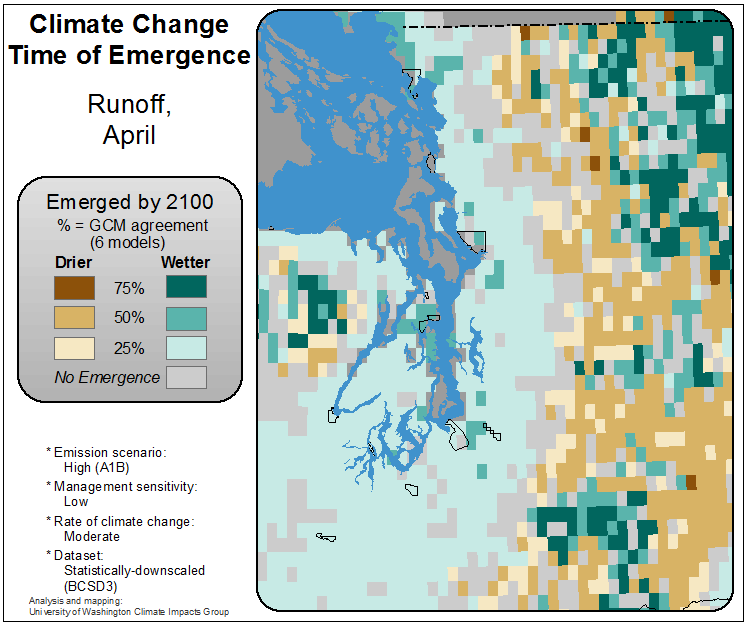 Climate Change
Time of Emergence
Runoff,
April
Emerged by 2100
% = GCM agreement
(6 models)
Drier Wetter
75%
50%
25%
No Emergence
* Emission scenario:
High (A1B)
* Management sensitivity:
Low
* Rate of climate change:
Moderate
* Dataset:
Statistically-downscaled
(BCSD3)
Analysis and mapping:
University of Washington Climate Impacts Group